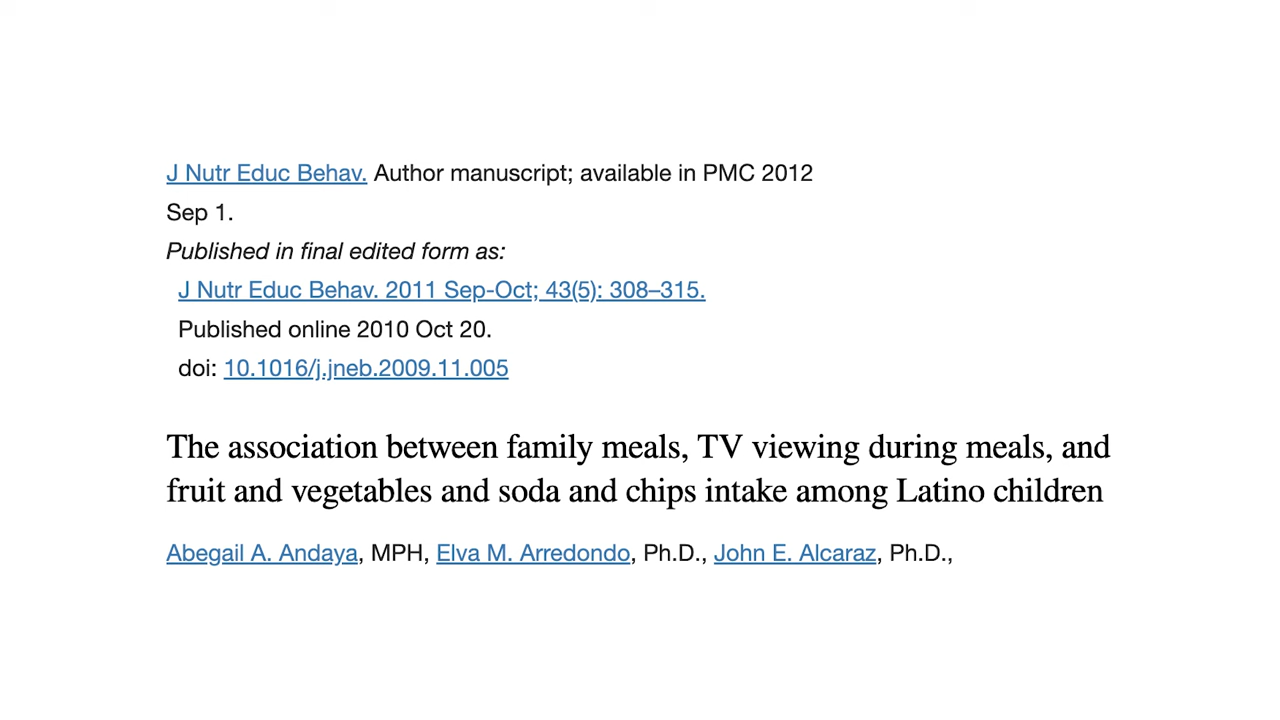 J Nutr Educ Behav. Author manuscript; available in PMC 2012
Sep 1.
Published in final edited form as:
J Nutr Educ Behav. 2011 Sep-Oct; 43(5): 308–315.
Published online 2010 Oct 20.
doi: 10.1016/j.jneb.2009.11.005
The association between family meals, TV viewing during meals, and
fruit and vegetables and soda and chips intake among Latino children
Abegail A. Andaya, MPH, Elva M. Arredondo, Ph.D., John E. Alcaraz, Ph.D.,